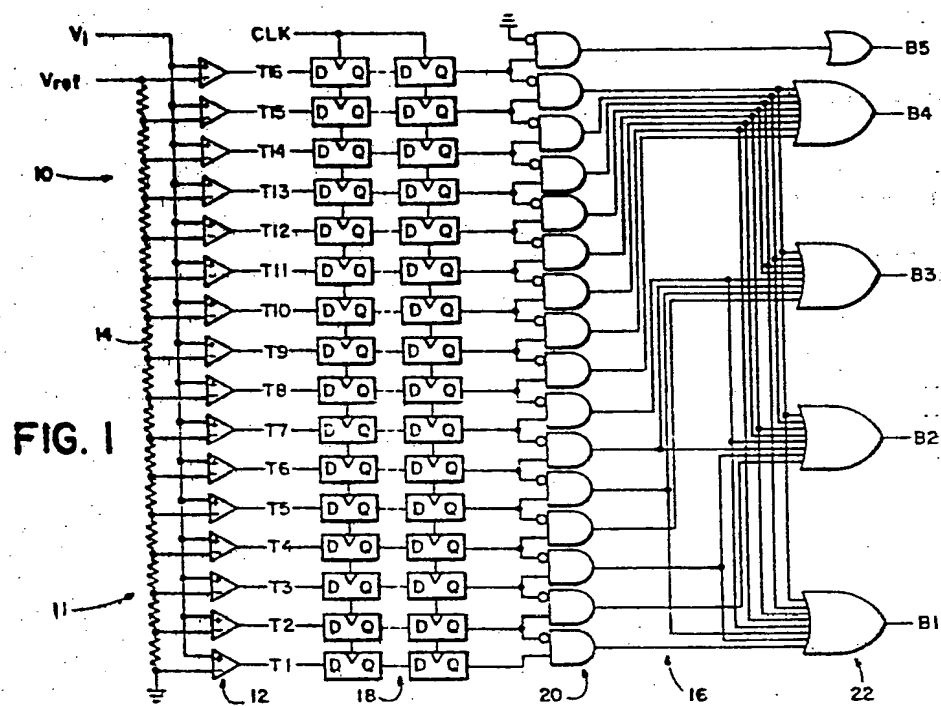 Vi CLK B5
Vref T16 D Q D Q
T15 D Q D Q B4
T14 D Q D Q
10 T13 D Q D Q
T12 D Q D Q
T11 D Q D Q B3
T10 D Q D Q
14 T9 D Q D Q
T8 D Q D Q
FIG. 1 T7 D Q D Q B2
T6 D Q D Q
T5 D Q D Q
T4 D Q D Q
11 T3 D Q D Q
T2 D Q D Q B1
T1 D Q D Q
12 18 20 16 22